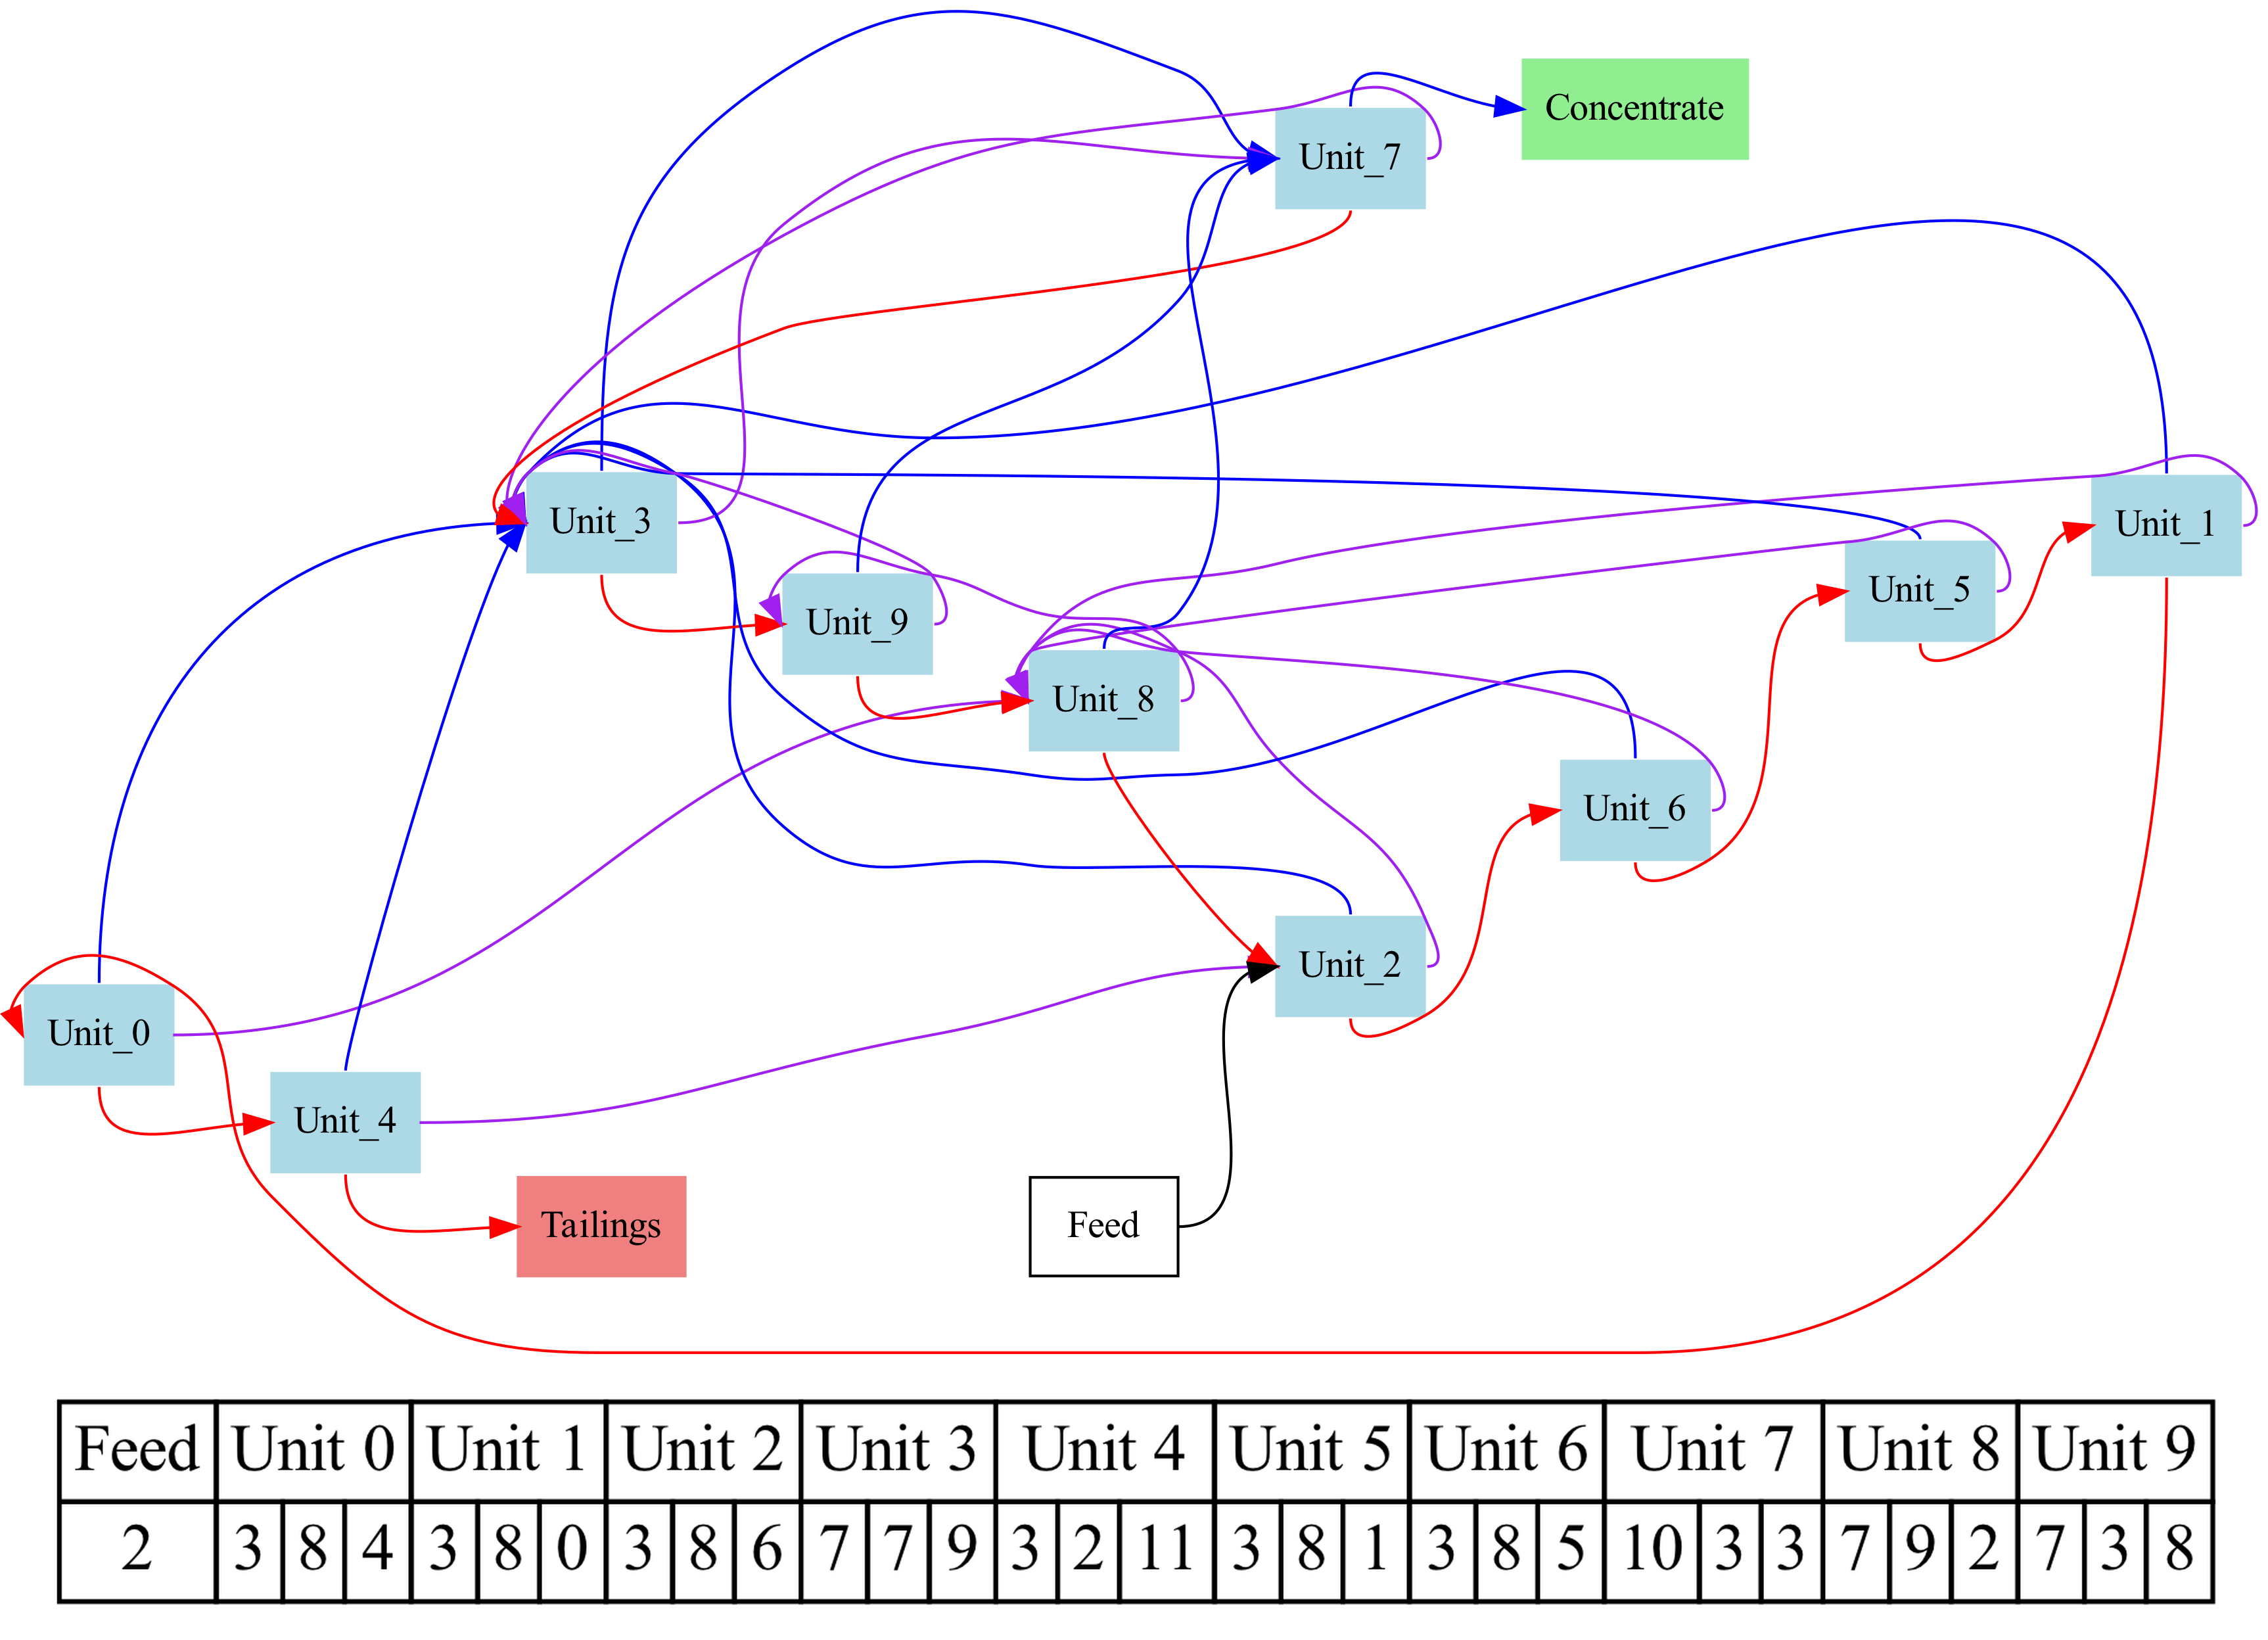 Concentrate
Unit_7
Unit_3
Unit_1
Unit_5
Unit_9
Unit_8
Unit_6
Unit_2
Unit_0
Unit_4
Tailings
Feed
Feed Unit 0 Unit 1 Unit 2 Unit 3 Unit 4 Unit 5 Unit 6 Unit 7 Unit 8 Unit 9
2 3 8 4 3 8 0 3 8 6 7 7 9 3 2 11 3 8 1 3 8 5 10 3 3 7 9 2 7 3 8